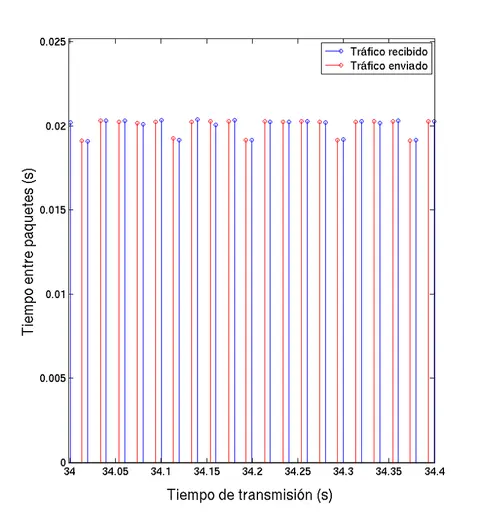 0.025
Tráfico recibido
Tráfico enviado
0.02
0.015
0.01
0.005
0
Tiempo entre paquetes (s)
34 34.05 34.1 34.15 34.2 34.25 34.3 34.35 34.4
Tiempo de transmisión (s)